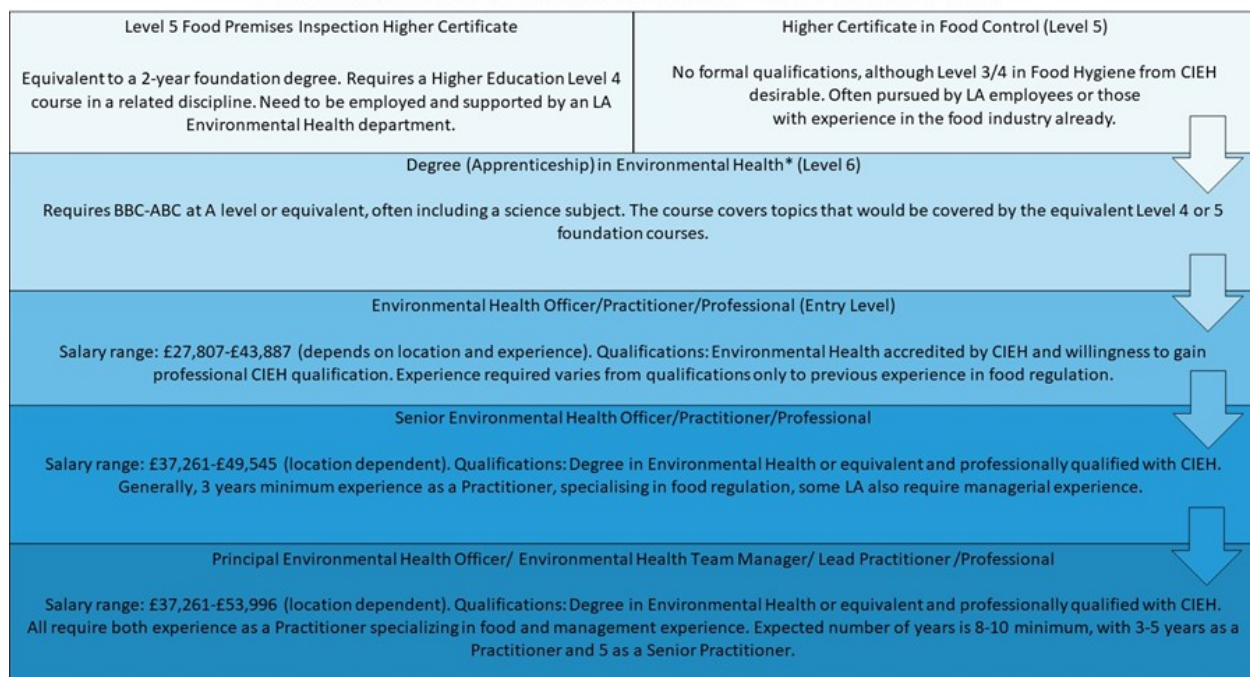 Level 5 Food Premises Inspection Higher Certificate
Equivalent to a 2-year foundation degree. Requires a Higher Education Level 4
course in a related discipline. Need to be employed and supported by an LA
Environmental Health department.
Higher Certificate in Food Control (Level 5)
No formal qualifications, although Level 3/4 in Food Hygiene from CIEH
desirable. Often pursued by LA employees or those
with experience in the food industry already.
Degree (Apprenticeship) in Environmental Health* (Level 6)
Requires BBC-ABC at A level or equivalent, often including a science subject. The course covers topics that would be covered by the equivalent Level 4 or 5
foundation courses.
Environmental Health Officer/Practitioner/Professional (Entry Level)
Salary range: £27,807-£43,887 (depends on location and experience). Qualifications: Environmental Health accredited by CIEH and willingness to gain
professional CIEH qualification. Experience required varies from qualifications only to previous experience in food regulation.
Senior Environmental Health Officer/Practitioner/Professional
Salary range: £37,261-£49,545 (location dependent). Qualifications: Degree in Environmental Health or equivalent and professionally qualified with CIEH.
Generally, 3 years minimum experience as a Practitioner, specialising in food regulation, some LA also require managerial experience.
Principal Environmental Health Officer/ Environmental Health Team Manager/ Lead Practitioner /Professional
Salary range: £37,261-£53,996 (location dependent). Qualifications: Degree in Environmental Health or equivalent and professionally qualified with CIEH.
All require both experience as a Practitioner specializing in food and management experience. Expected number of years is 8-10 minimum, with 3-5 years as a
Practitioner and 5 as a Senior Practitioner.